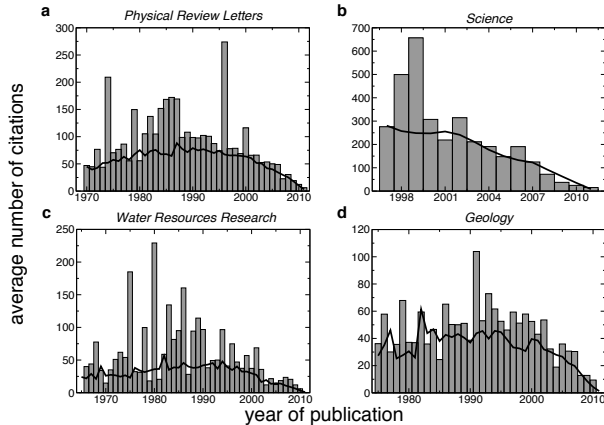 a Physical Review Letters
300
250
200
150
100
50
0
1970 1980 1990 2000 2010
b Science
700
600
500
400
300
200
100
0
1998 2001 2004 2007 2010
c Water Resources Research
250
200
150
100
50
0
1970 1980 1990 2000 2010
d Geology
120
100
80
60
40
20
0
1980 1990 2000 2010
average number of citations
year of publication